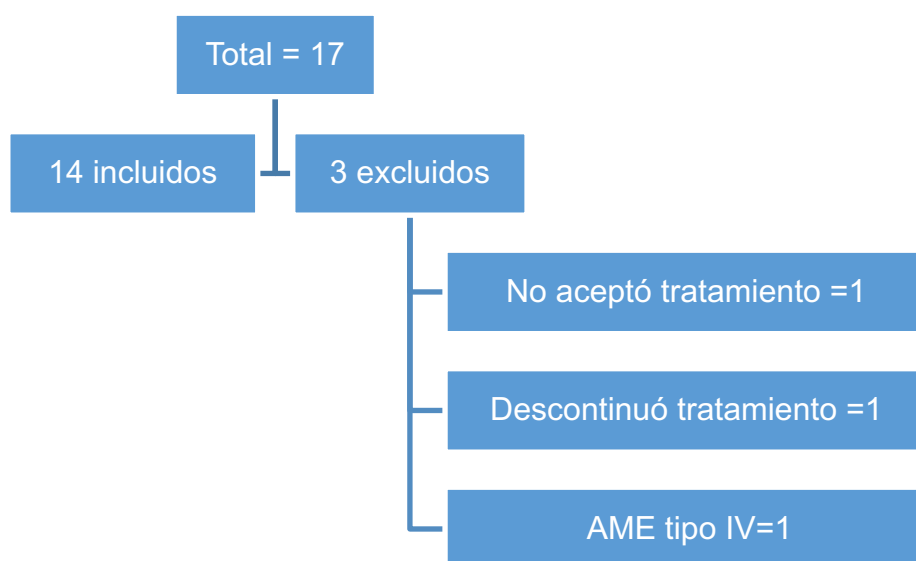 Total = 17
14 incluidos
3 excluidos
No aceptó tratamiento =1
Descontinuó tratamiento =1
AME tipo IV=1